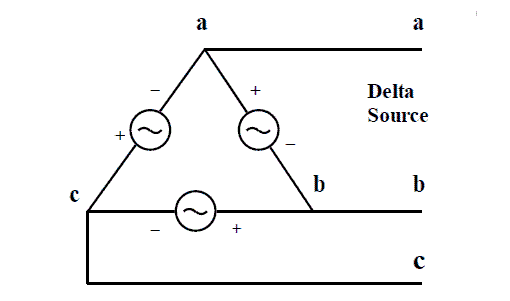 a a
− +
Delta
Source
+ −
b b
c
− +
c